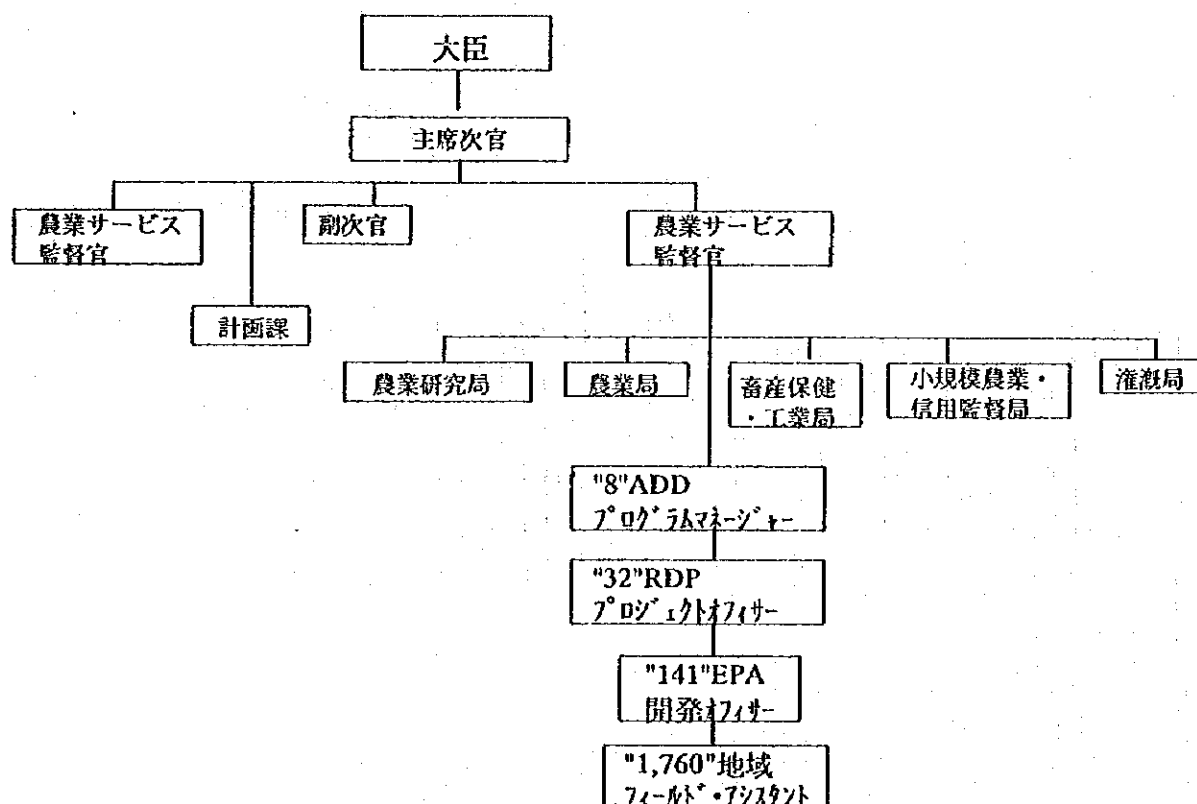 大臣
主席次官
農業サービス
監督官
副次官
農業サービス
監督官
計画課
農業研究局
農業局
畜産保健
・工業局
小規模農業・
信用監督局
潅漑局
"8"ADD
プログラムマネージャー
"32"RDP
プロジェクトオフィサー
"141"EPA
開発オフィサー
"1,760"地域
フィールド・アシスタント